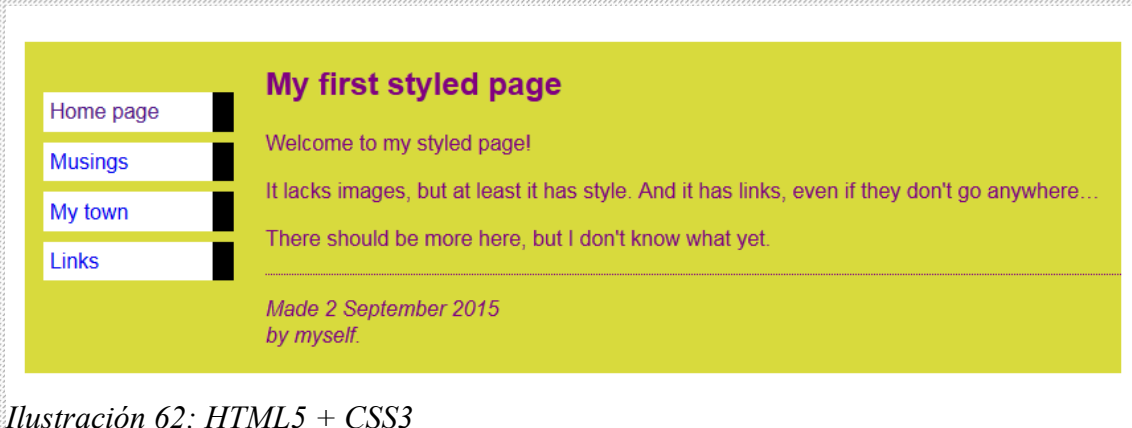 Home page
Musings
My town
Links
My first styled page
Welcome to my styled page!
It lacks images, but at least it has style. And it has links, even if they don't go anywhere…
There should be more here, but I don't know what yet.
Made 2 September 2015
by myself.
Ilustración 62: HTML5 + CSS3